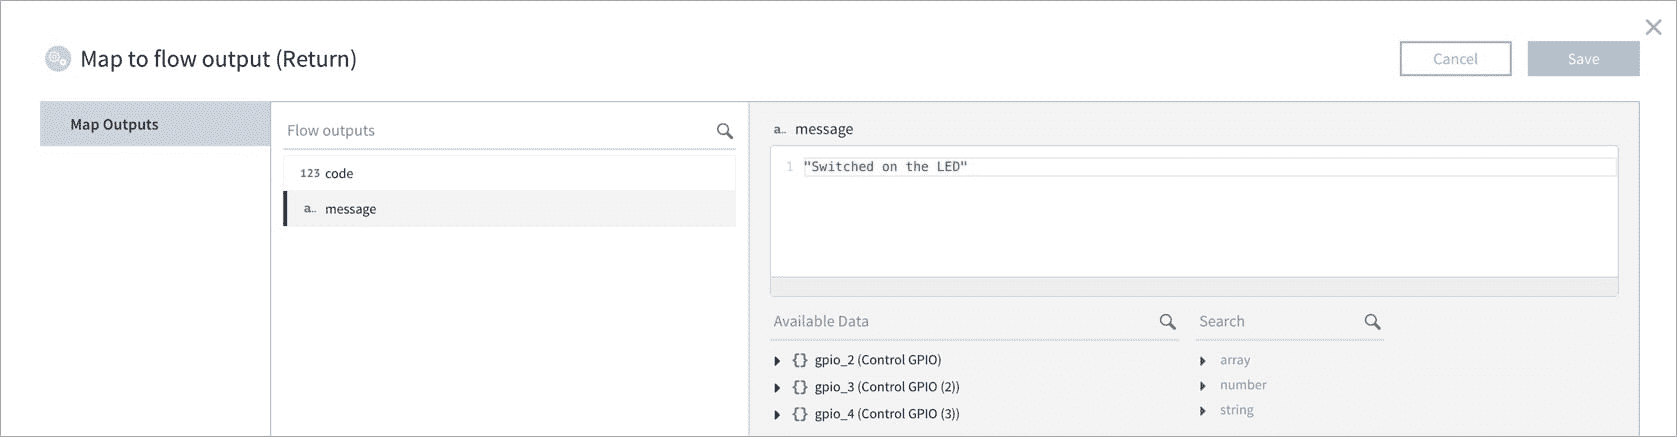 Map to flow output (Return)
Cancel
Save
Map Outputs
Flow outputs
123 code
a.. message
a.. message
1 "Switched on the LED"
Available Data
Search
{} gpio_2 (Control GPIO)
{} gpio_3 (Control GPIO (2))
{} gpio_4 (Control GPIO (3))
array
number
string